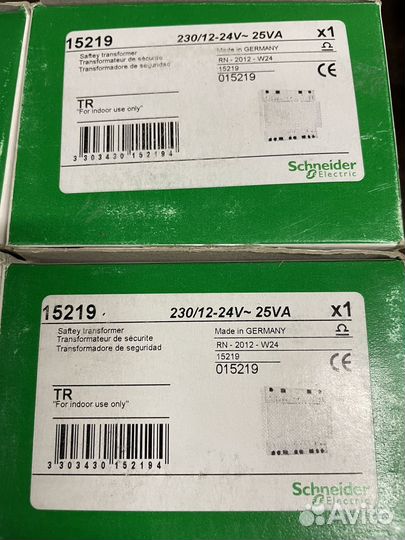 15219 230/12-24V~ 25VA x1
Saftey transformer
Transformateur de sécurite
Transformadore de seguridad
Made in GERMANY
RN - 2012 - W24
15219
015219
CE
TR
"For indoor use only"
3 303430 152194
Schneider
Electric
15219 230/12-24V~ 25VA x1
Saftey transformer
Transformateur de sécurite
Transformadore de seguridad
Made in GERMANY
RN - 2012 - W24
15219
015219
CE
TR
"For indoor use only"
3 303430 152194
Schneider
Electric
Avito